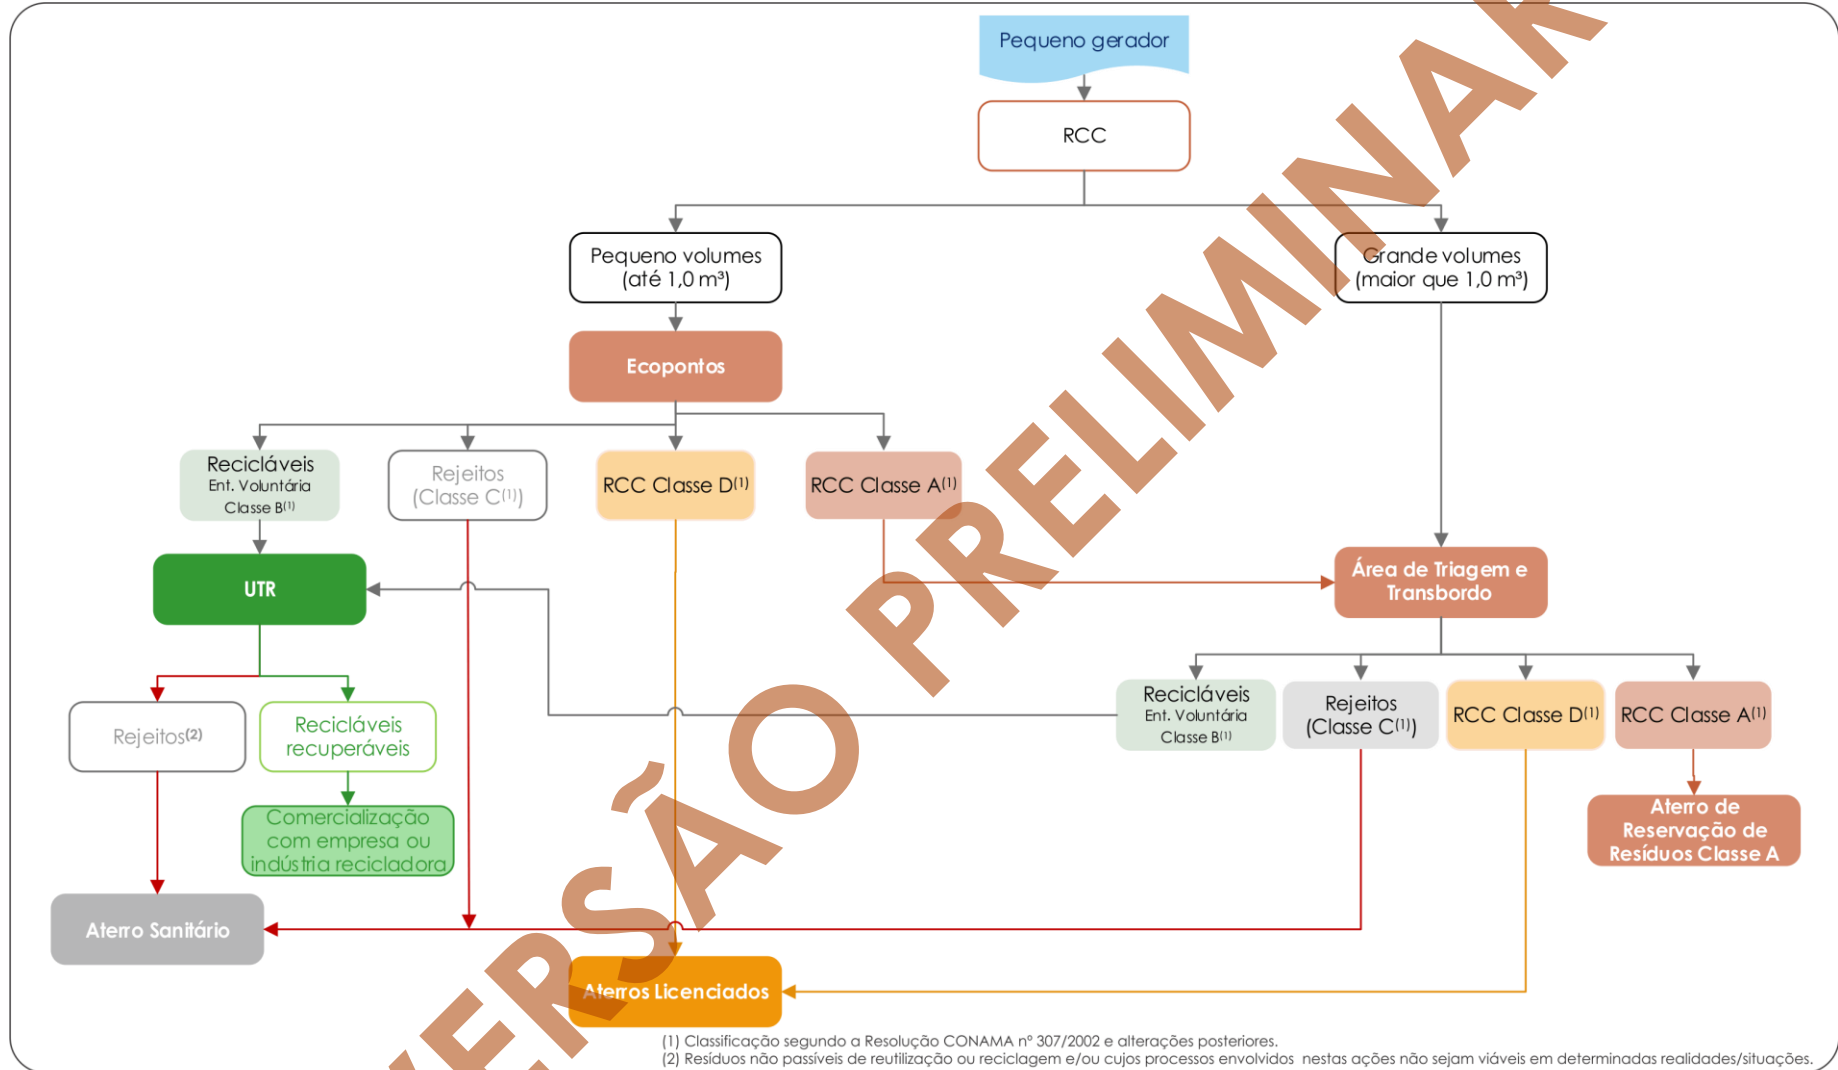 Pequeno gerador
RCC
Pequeno volumes
(até 1,0 m³)
Grande volumes
(maior que 1,0 m³)
Ecopontos
Recicláveis
Ent. Voluntária
Classe B(1)
Rejeitos
(Classe C(1))
RCC Classe D(1)
RCC Classe A(1)
UTR
Área de Triagem e
Transbordo
Rejeitos(2)
Recicláveis
recuperáveis
Recicláveis
Ent. Voluntária
Classe B(1)
Rejeitos
(Classe C(1))
RCC Classe D(1)
RCC Classe A(1)
Comercialização
com empresa ou
indústria recicladora
Aterro de
Reservação de
Resíduos Classe A
Aterro Sanitário
Aterros Licenciados
(1) Classificação segundo a Resolução CONAMA nº 307/2002 e alterações posteriores.
(2) Resíduos não passíveis de reutilização ou reciclagem e/ou cujos processos envolvidos nestas ações não sejam viáveis em determinadas realidades/situações.
VERSÃO PRELIMINAR